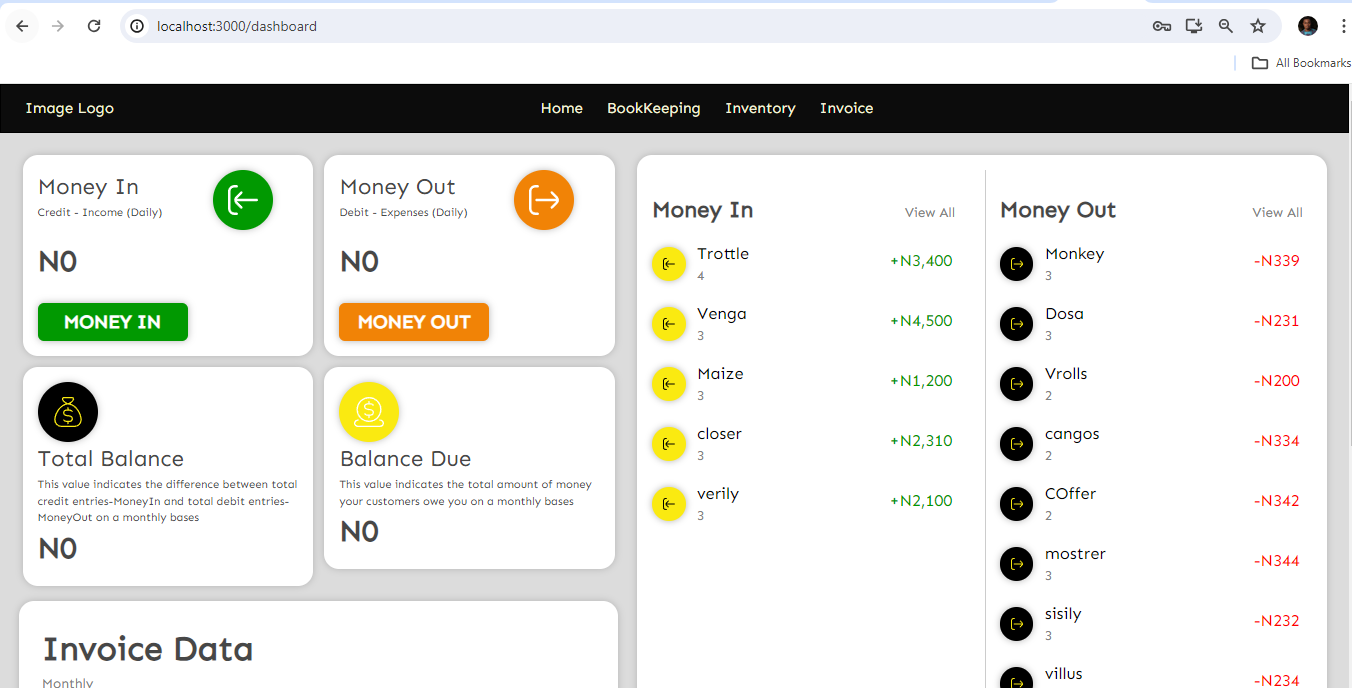 localhost:3000/dashboard
All Bookmarks
Image Logo
Home
BookKeeping
Inventory
Invoice
Money In
Credit - Income (Daily)
N0
MONEY IN
Money Out
Debit - Expenses (Daily)
N0
MONEY OUT
Total Balance
This value indicates the difference between total
credit entries-MoneyIn and total debit entries-
MoneyOut on a monthly bases
N0
Balance Due
This value indicates the total amount of money
your customers owe you on a monthly bases
N0
Invoice Data
Monthly
Money In
View All
Trottle
4
+N3,400
Venga
3
+N4,500
Maize
3
+N1,200
closer
3
+N2,310
verily
3
+N2,100
Money Out
View All
Monkey
3
-N339
Dosa
3
-N231
Vrolls
2
-N200
cangos
2
-N334
COffer
2
-N342
mostrer
3
-N344
sisily
3
-N232
villus
-N234